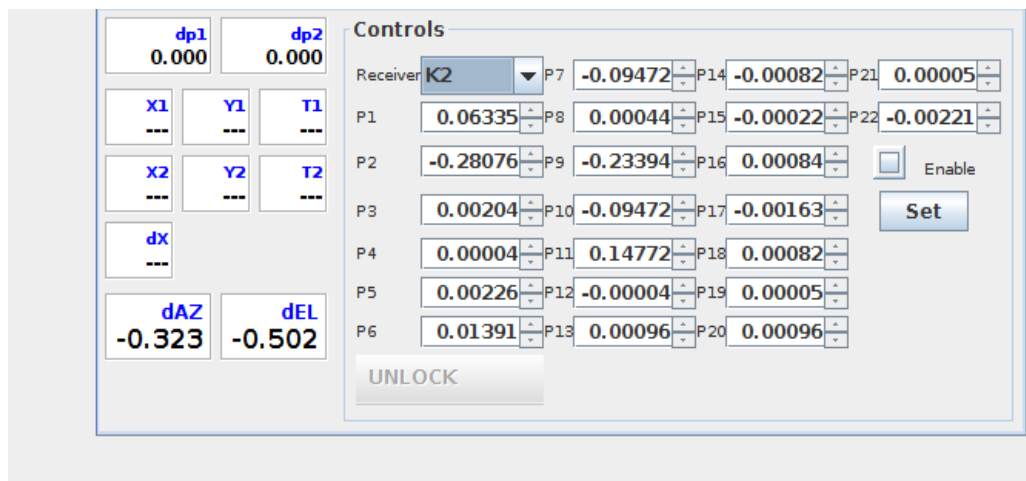 dp1 dp2
0.000 0.000
X1 Y1 T1
--- --- ---
X2 Y2 T2
--- --- ---
dX
---
dAZ dEL
-0.323 -0.502
Controls
Receiver K2 P7 -0.09472 P14 -0.00082 P21 0.00005
P1 0.06335 P8 0.00044 P15 -0.00022 P22 -0.00221
P2 -0.28076 P9 -0.23394 P16 0.00084 Enable
P3 0.00204 P10 -0.09472 P17 -0.00163 Set
P4 0.00004 P11 0.14772 P18 0.00082
P5 0.00226 P12 -0.00004 P19 0.00005
P6 0.01391 P13 0.00096 P20 0.00096
UNLOCK